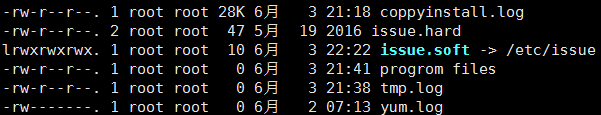 -rw-r--r--. 1 root root 28K 6月   3 21:18 coppyinstall.log
-rw-r--r--. 2 root root  47 5月  19 2016 issue.hard
lrwxrwxrwx. 1 root root  10 6月   3 22:22 issue.soft -> /etc/issue
-rw-r--r--. 1 root root   0 6月   3 21:41 progrom files
-rw-r--r--. 1 root root   0 6月   3 21:38 tmp.log
-rw-------. 1 root root   0 6月   2 07:13 yum.log